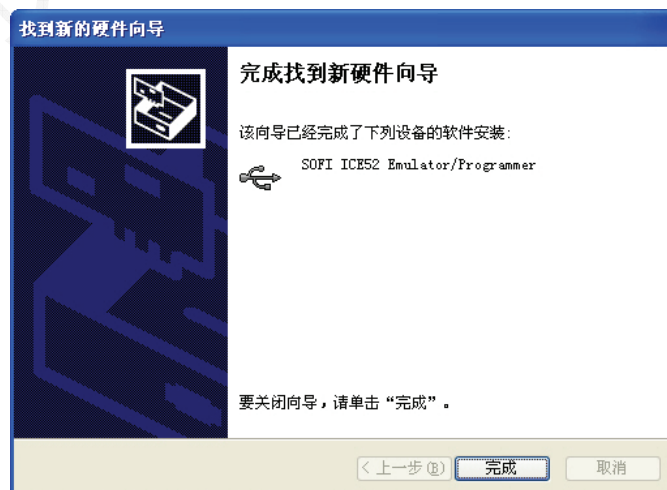 找到新的硬件向导
完成找到新硬件向导
该向导已经完成了下列设备的软件安装:
SOFI ICE52 Emulator/Programmer
要关闭向导，请单击“完成”。
<上一步(B)
完成
取消